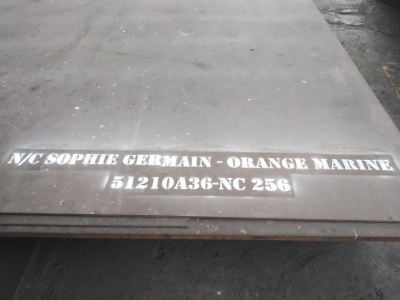 N/C SOPHIE GERMAIN - ORANGE MARINE
51210A36-NC 256